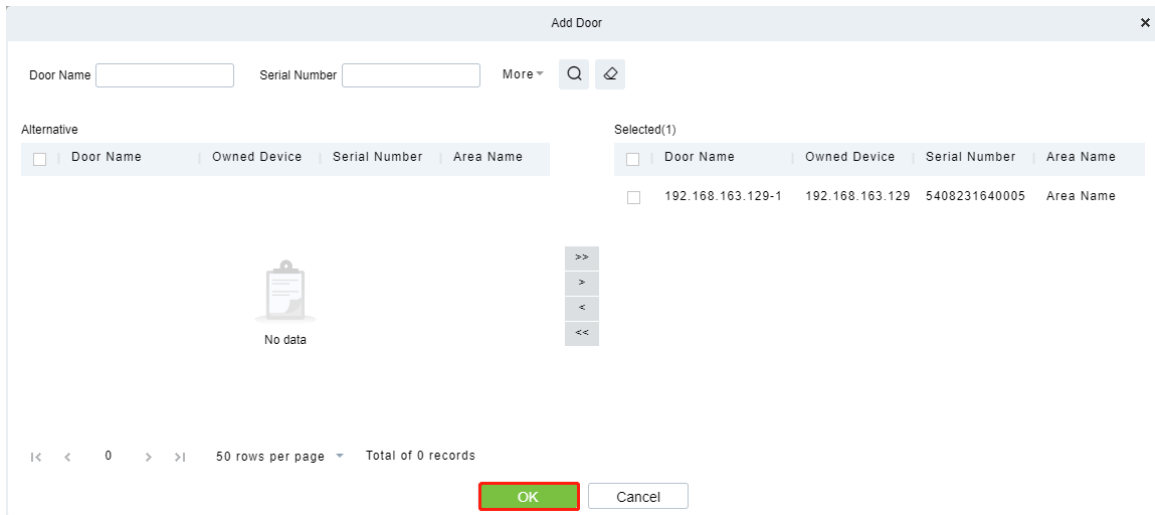 Add Door ×
Door Name Serial Number More
Alternative
Door Name Owned Device Serial Number Area Name
No data
>>
>
<
<<
Selected(1)
Door Name Owned Device Serial Number Area Name
192.168.163.129-1 192.168.163.129 5408231640005 Area Name
|< < 0 > >| 50 rows per page Total of 0 records
OK Cancel